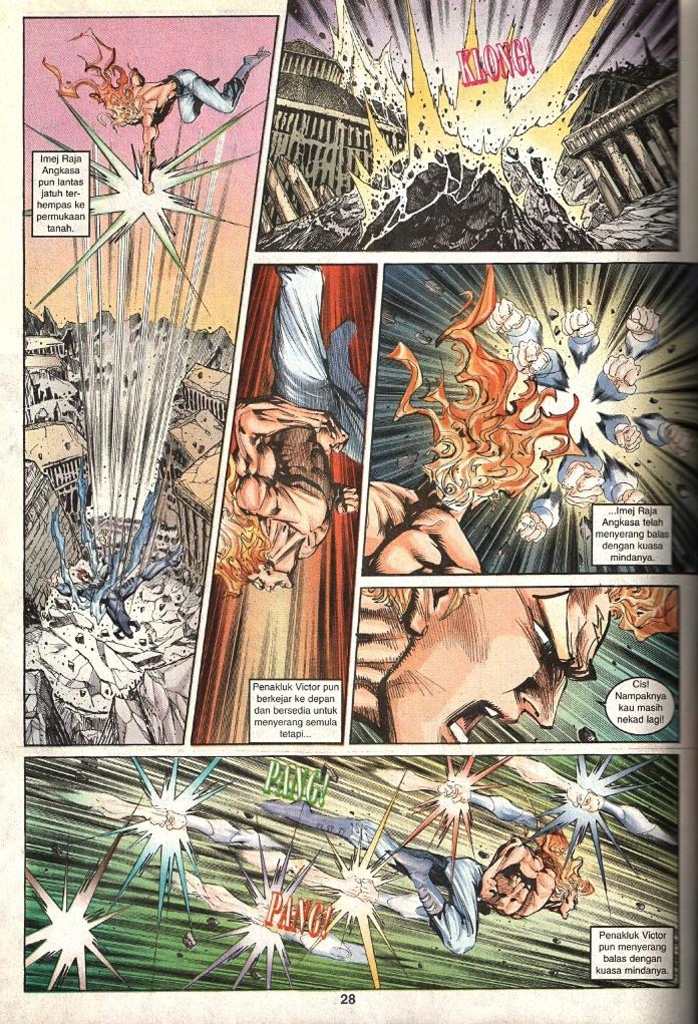 Imej Raja
Angkasa
pun lantas
jatuh ter-
hempas ke
permukaan
tanah.
KLONG!
Penakluk Victor pun
berkejar ke depan
dan bersedia untuk
menyerang semula
tetapi...
...Imej Raja
Angkasa telah
menyerang balas
dengan kuasa
mindanya.
Cis!
Nampaknya
kau masih
nekad lagi!
PAANG!
PAANG!
Penakluk Victor
pun menyerang
balas dengan
kuasa mindanya.
28